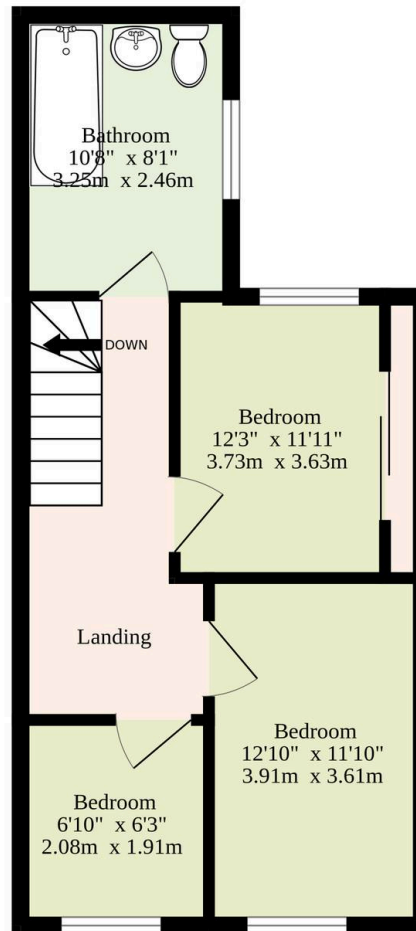 Bathroom
10'8" x 8'1"
3.25m x 2.46m
DOWN
Bedroom
12'3" x 11'11"
3.73m x 3.63m
Landing
Bedroom
12'10" x 11'10"
3.91m x 3.61m
Bedroom
6'10" x 6'3"
2.08m x 1.91m